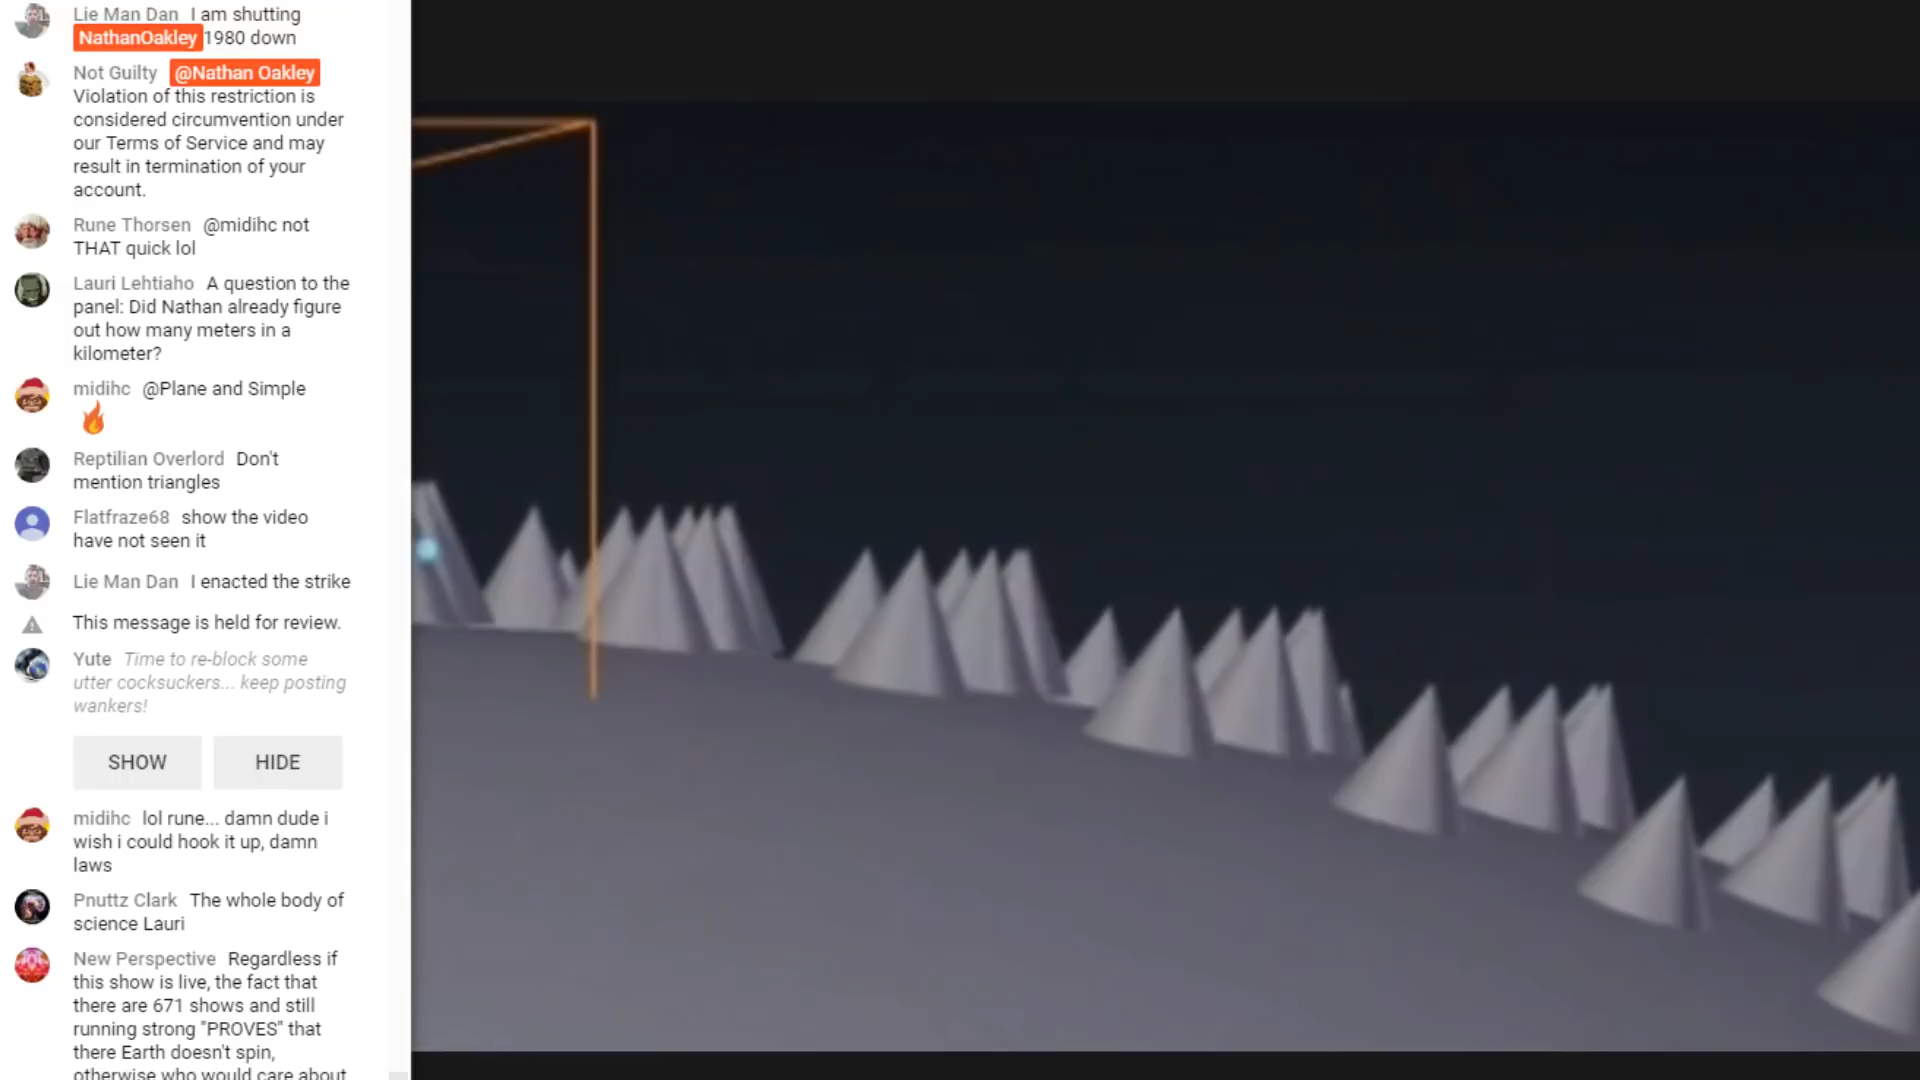 Lie Man Dan I am shutting
NathanOakley 1980 down
Not Guilty @Nathan Oakley
Violation of this restriction is
considered circumvention under
our Terms of Service and may
result in termination of your
account.
Rune Thorsen @midihc not
THAT quick lol
Lauri Lehtiaho A question to the
panel: Did Nathan already figure
out how many meters in a
kilometer?
midihc @Plane and Simple
Reptilian Overlord Don't
mention triangles
Flatfraze68 show the video
have not seen it
Lie Man Dan I enacted the strike
This message is held for review.
Yute Time to re-block some
utter cocksuckers... keep posting
wankers!
SHOW HIDE
midihc lol rune... damn dude i
wish i could hook it up, damn
laws
Pnuttz Clark The whole body of
science Lauri
New Perspective Regardless if
this show is live, the fact that
there are 671 shows and still
running strong "PROVES" that
there Earth doesn't spin,
otherwise who would care about